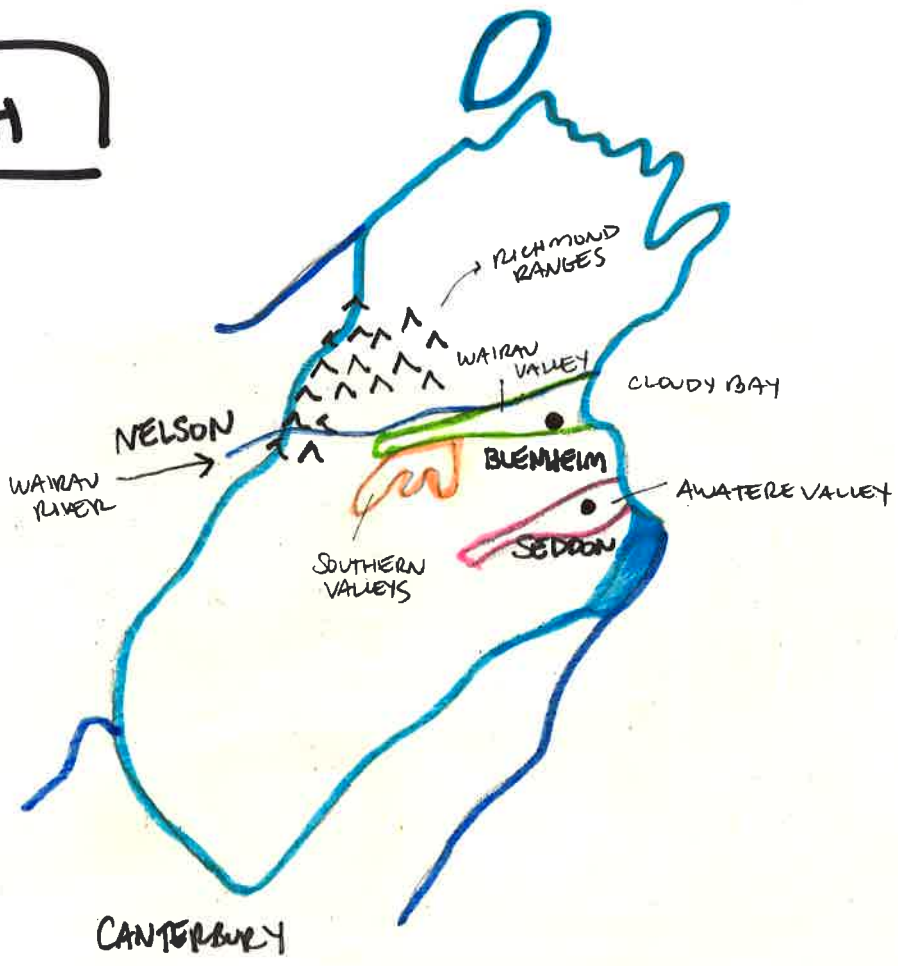 H
RICHMOND
RANGES
WAIRAU
VALLEY
CLOUDY BAY
NELSON
WAIRAU
RIVER
BLENHEIM
AWATERE VALLEY
SEDDON
SOUTHERN
VALLEYS
CANTERBURY